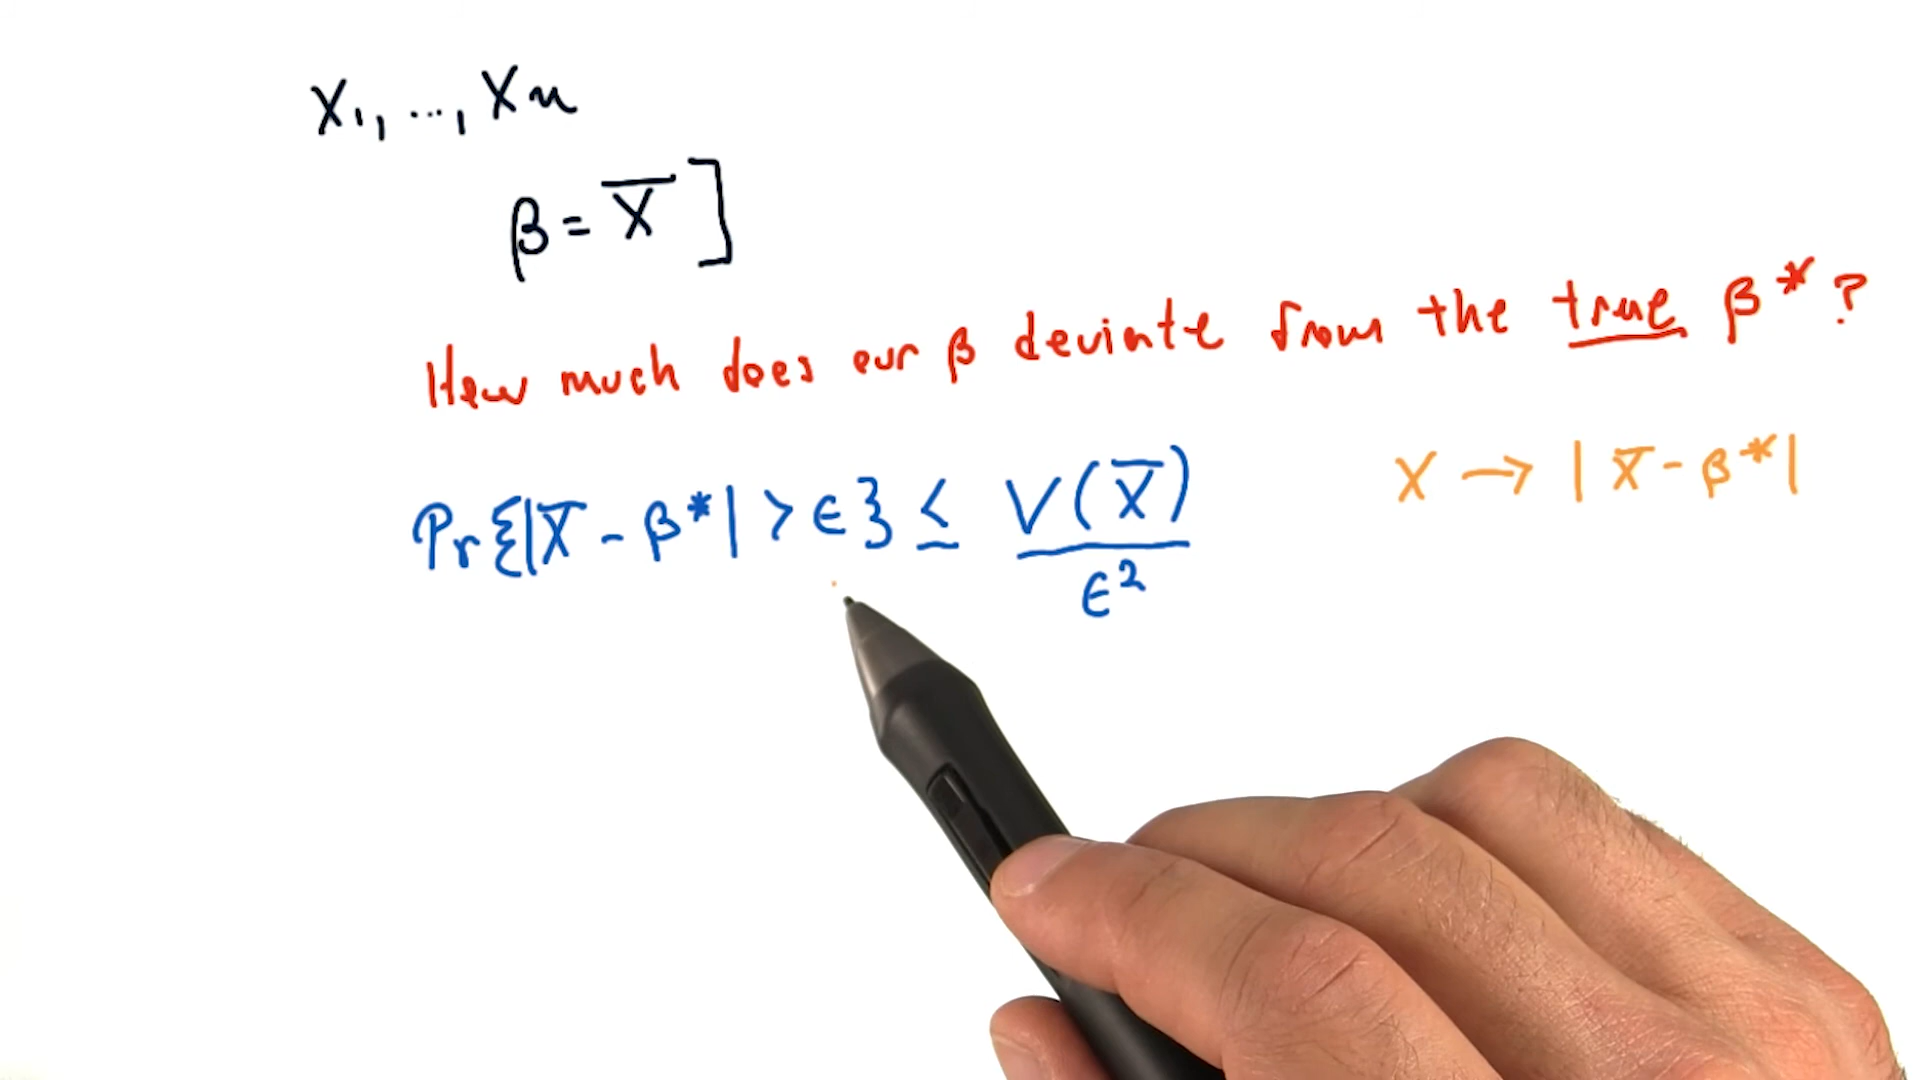 X₁, ..., Xₙ
β = X̅ ]
How much does our β deviate from the true β*?
Pr{|X̅ - β*| > ϵ} ≤ V(X̅) / ϵ²
X → | X̅ - β* |